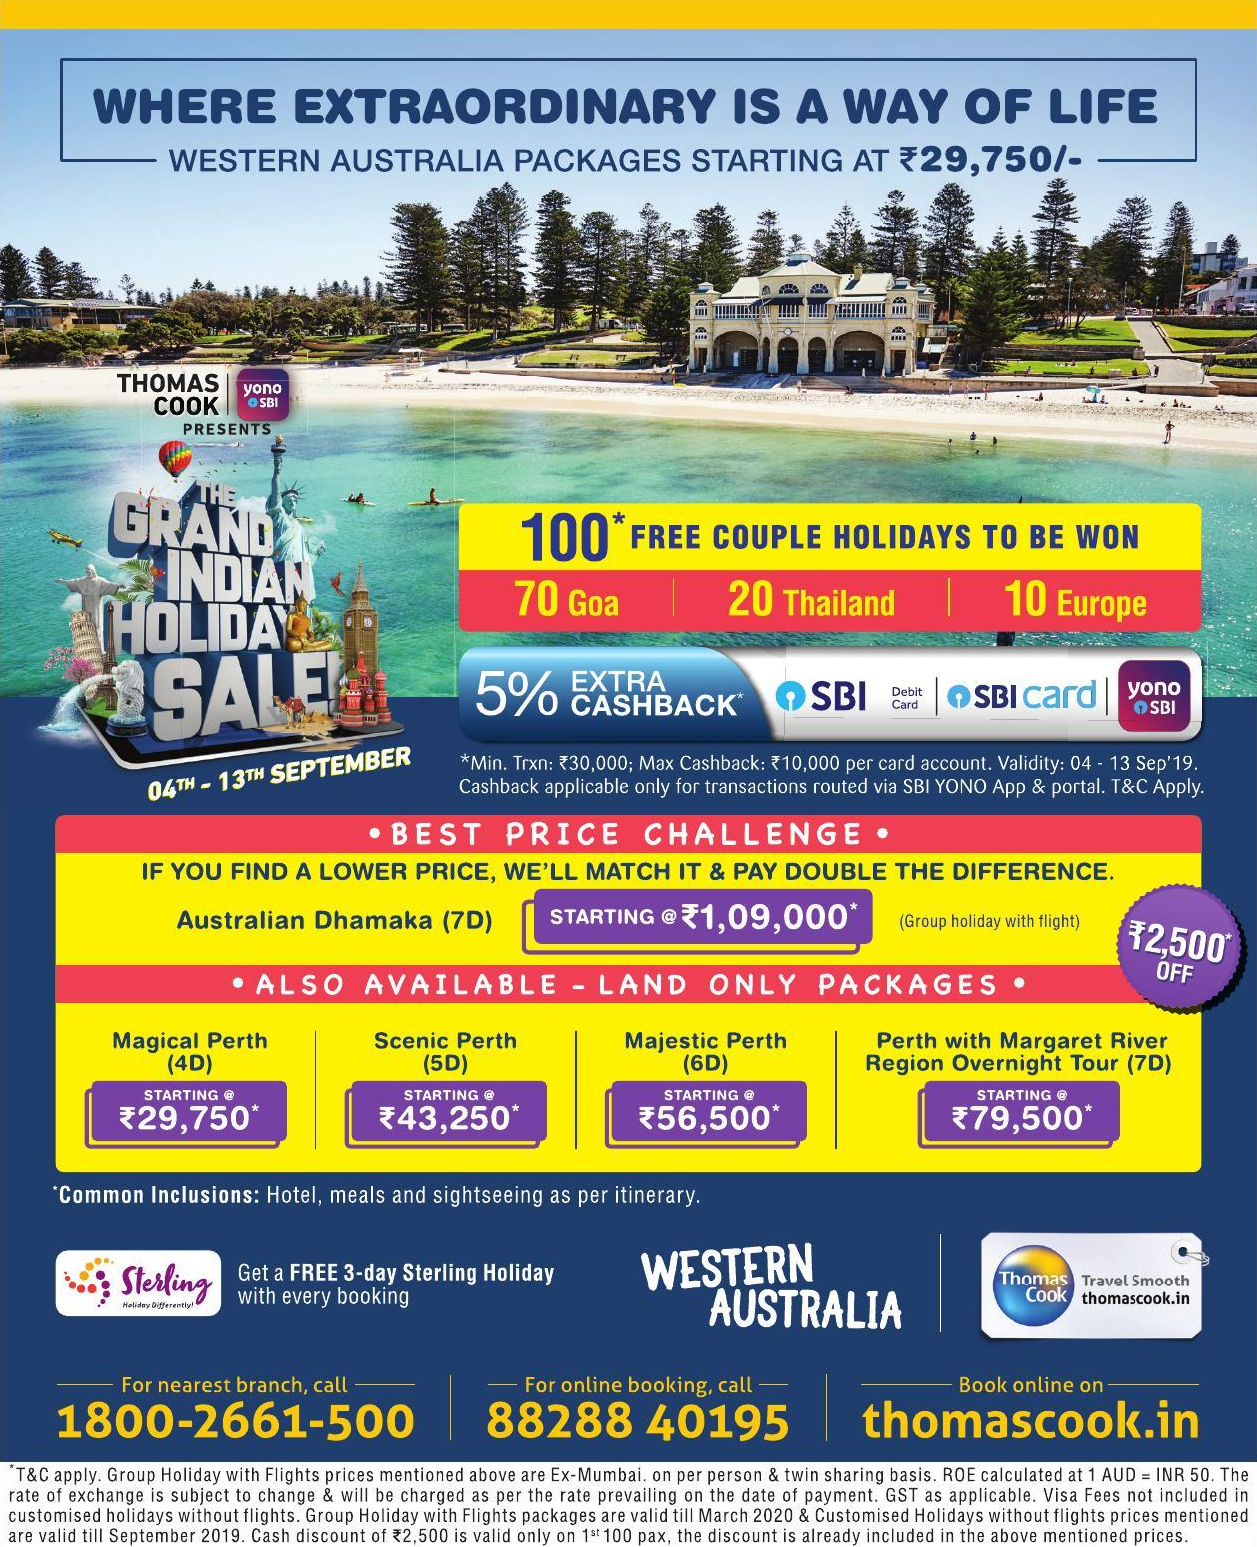 WHERE EXTRAORDINARY IS A WAY OF LIFE
WESTERN AUSTRALIA PACKAGES STARTING AT ₹29,750/-
THOMAS COOK
yono SBI
PRESENTS
THE
GRAND
INDIAN
HOLIDAY
SALE!
04TH - 13TH SEPTEMBER
100* FREE COUPLE HOLIDAYS TO BE WON
70 Goa | 20 Thailand | 10 Europe
5% EXTRA CASHBACK*
SBI Debit Card | SBI card | yono SBI
*Min. Trxn: ₹30,000; Max Cashback: ₹10,000 per card account. Validity: 04 - 13 Sep'19.
Cashback applicable only for transactions routed via SBI YONO App & portal. T&C Apply.
• BEST PRICE CHALLENGE •
IF YOU FIND A LOWER PRICE, WE'LL MATCH IT & PAY DOUBLE THE DIFFERENCE.
Australian Dhamaka (7D) STARTING @ ₹1,09,000* (Group holiday with flight)
₹2,500*
OFF
• ALSO AVAILABLE - LAND ONLY PACKAGES •
Magical Perth
(4D)
STARTING @
₹29,750*
Scenic Perth
(5D)
STARTING @
₹43,250*
Majestic Perth
(6D)
STARTING @
₹56,500*
Perth with Margaret River
Region Overnight Tour (7D)
STARTING @
₹79,500*
*Common Inclusions: Hotel, meals and sightseeing as per itinerary.
Sterling
Holiday Differently!
Get a FREE 3-day Sterling Holiday
with every booking
WESTERN
AUSTRALIA
Thomas
Cook
Travel Smooth
thomascook.in
For nearest branch, call
1800-2661-500
For online booking, call
88288 40195
Book online on
thomascook.in
*T&C apply. Group Holiday with Flights prices mentioned above are Ex-Mumbai. on per person & twin sharing basis. ROE calculated at 1 AUD = INR 50. The
rate of exchange is subject to change & will be charged as per the rate prevailing on the date of payment. GST as applicable. Visa Fees not included in
customised holidays without flights. Group Holiday with Flights packages are valid till March 2020 & Customised Holidays without flights prices mentioned
are valid till September 2019. Cash discount of ₹2,500 is valid only on 1st 100 pax, the discount is already included in the above mentioned prices.